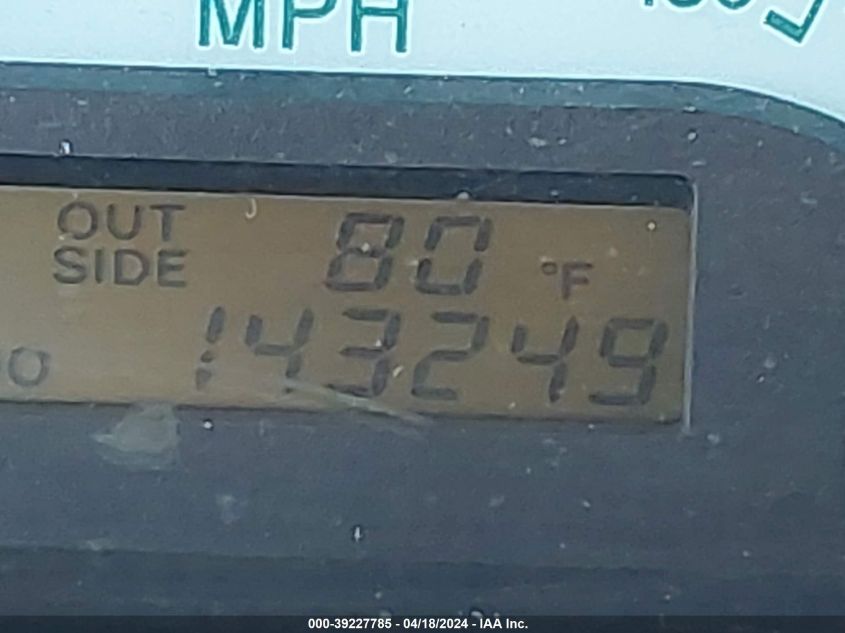 MPH
OUT
SIDE
80 °F
143249
000-39227785 - 04/18/2024 - IAA Inc.